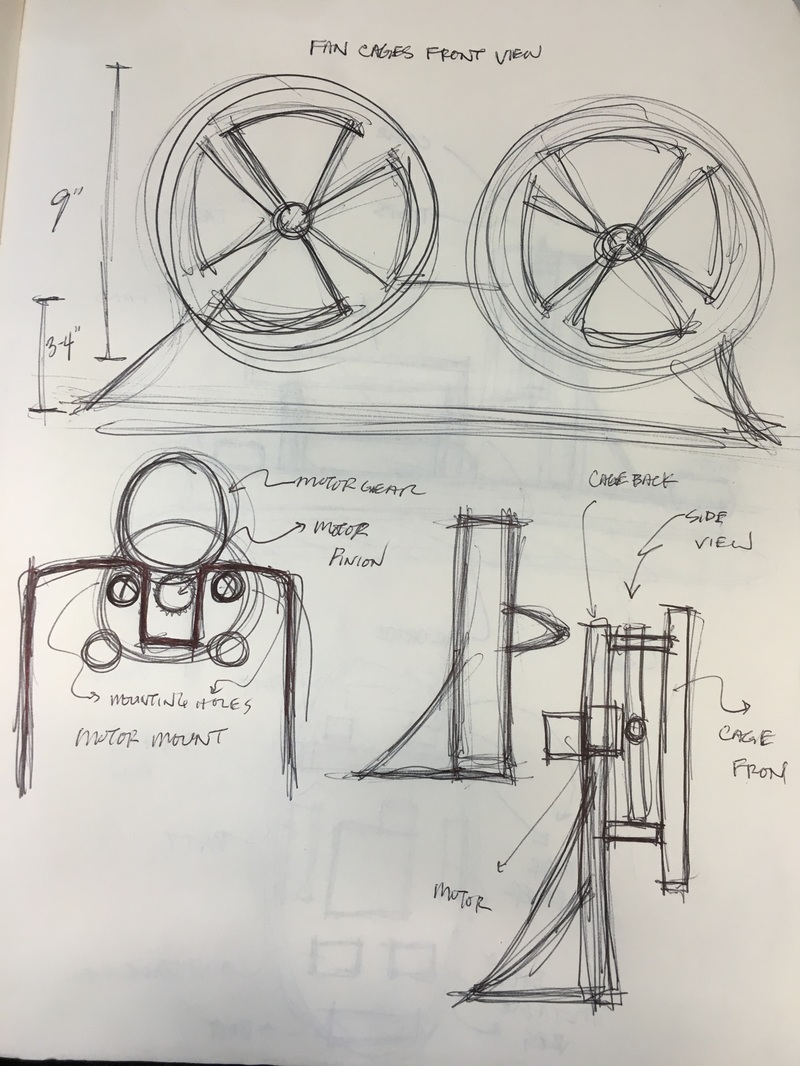 FAN CAGES FRONT VIEW
9"
3-4"
MOTOR GEAR
MOTOR
PINION
MOUNTING HOLES
MOTOR MOUNT
CAGE BACK
SIDE
VIEW
CAGE
FRON
MOTOR